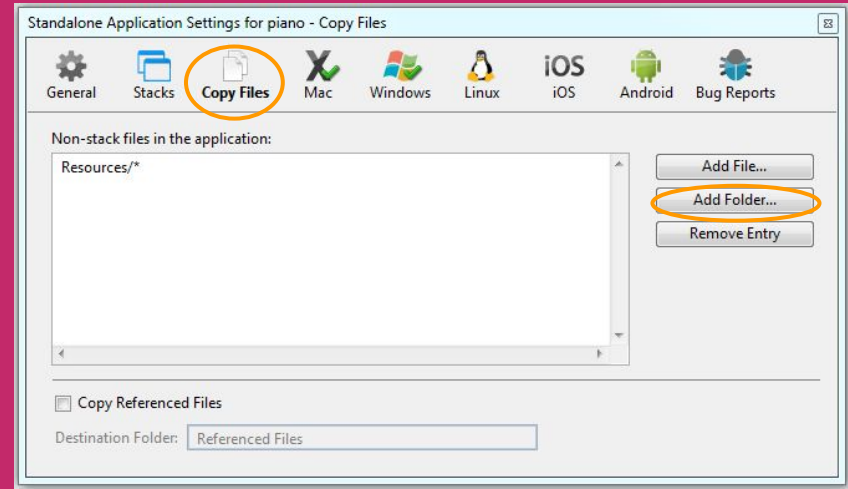 Standalone Application Settings for piano - Copy Files
iOS
General Stacks Copy Files Mac Windows Linux iOS Android Bug Reports
Non-stack files in the application:
Resources/*
Add File...
Add Folder...
Remove Entry
Copy Referenced Files
Destination Folder: Referenced Files